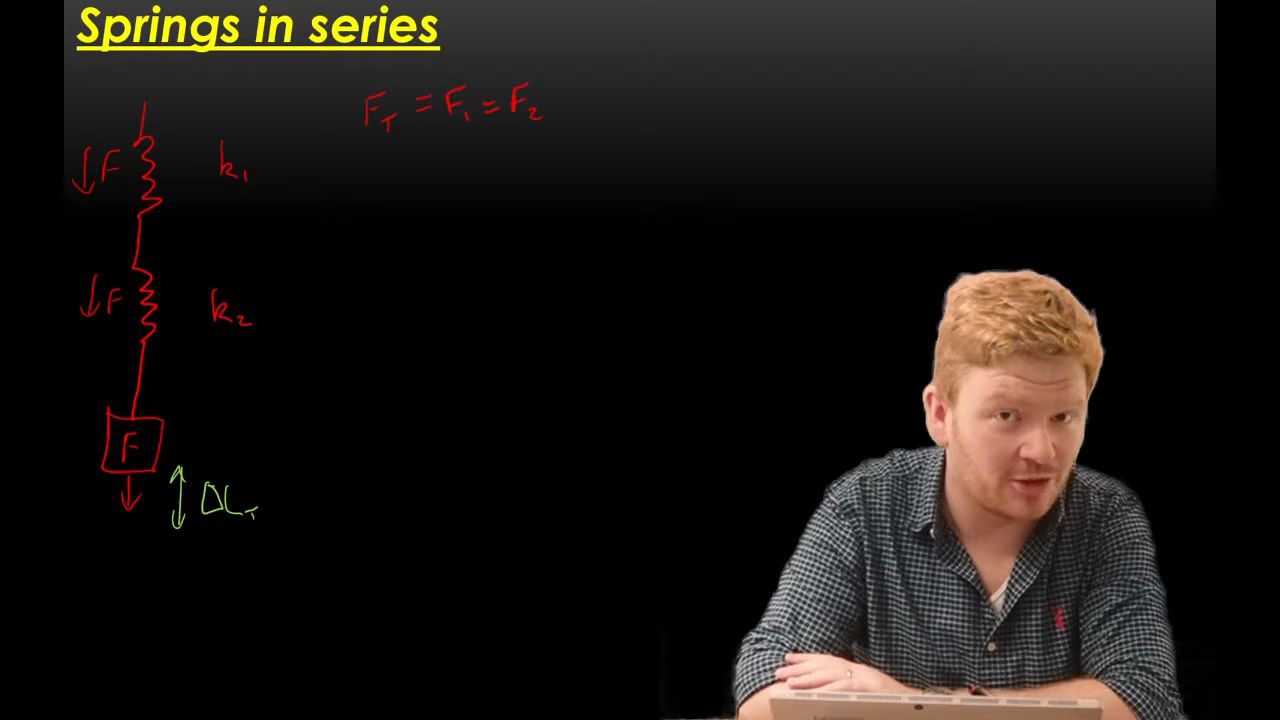 Springs in series
F_T = F_1 = F_2
↓F k_1
↓F k_2
F
ΔL_T